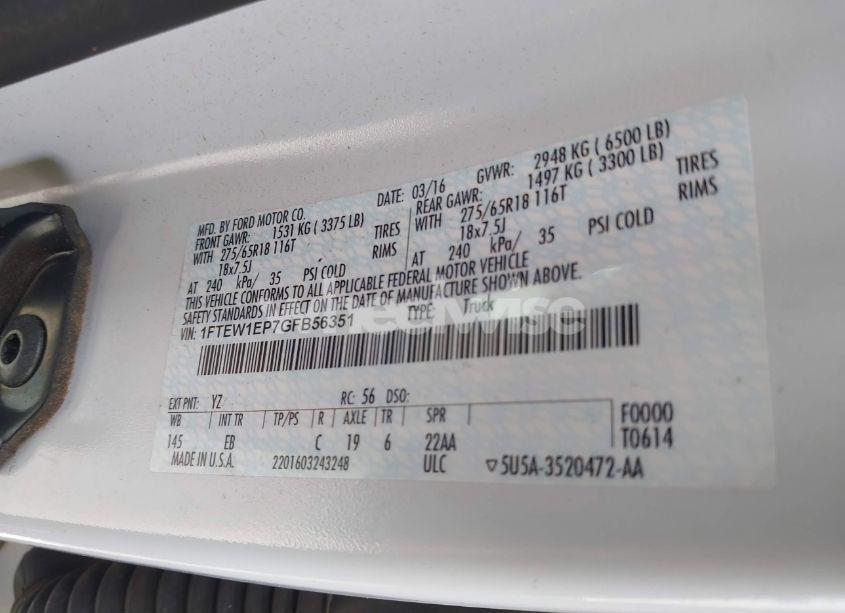 MFD. BY FORD MOTOR CO. DATE: 03/16 GVWR: 2948 KG ( 6500 LB)
FRONT GAWR: 1531 KG ( 3375 LB) REAR GAWR: 1497 KG ( 3300 LB)
WITH 275/65R18 116T TIRES WITH 275/65R18 116T TIRES
18x7.5J RIMS 18x7.5J RIMS
AT 240 kPa/ 35 PSI COLD AT 240 kPa/ 35 PSI COLD
THIS VEHICLE CONFORMS TO ALL APPLICABLE FEDERAL MOTOR VEHICLE
SAFETY STANDARDS IN EFFECT ON THE DATE OF MANUFACTURE SHOWN ABOVE.
VIN: 1FTEW1EP7GFB56351 TYPE: Truck
EXT PNT: YZ RC: 56 DSO:
WB INT TR TP/PS R AXLE TR SPR F0000
145 EB C 19 6 22AA T0614
MADE IN U.S.A. 2201603243248 ULC ▽5U5A-3520472-AA